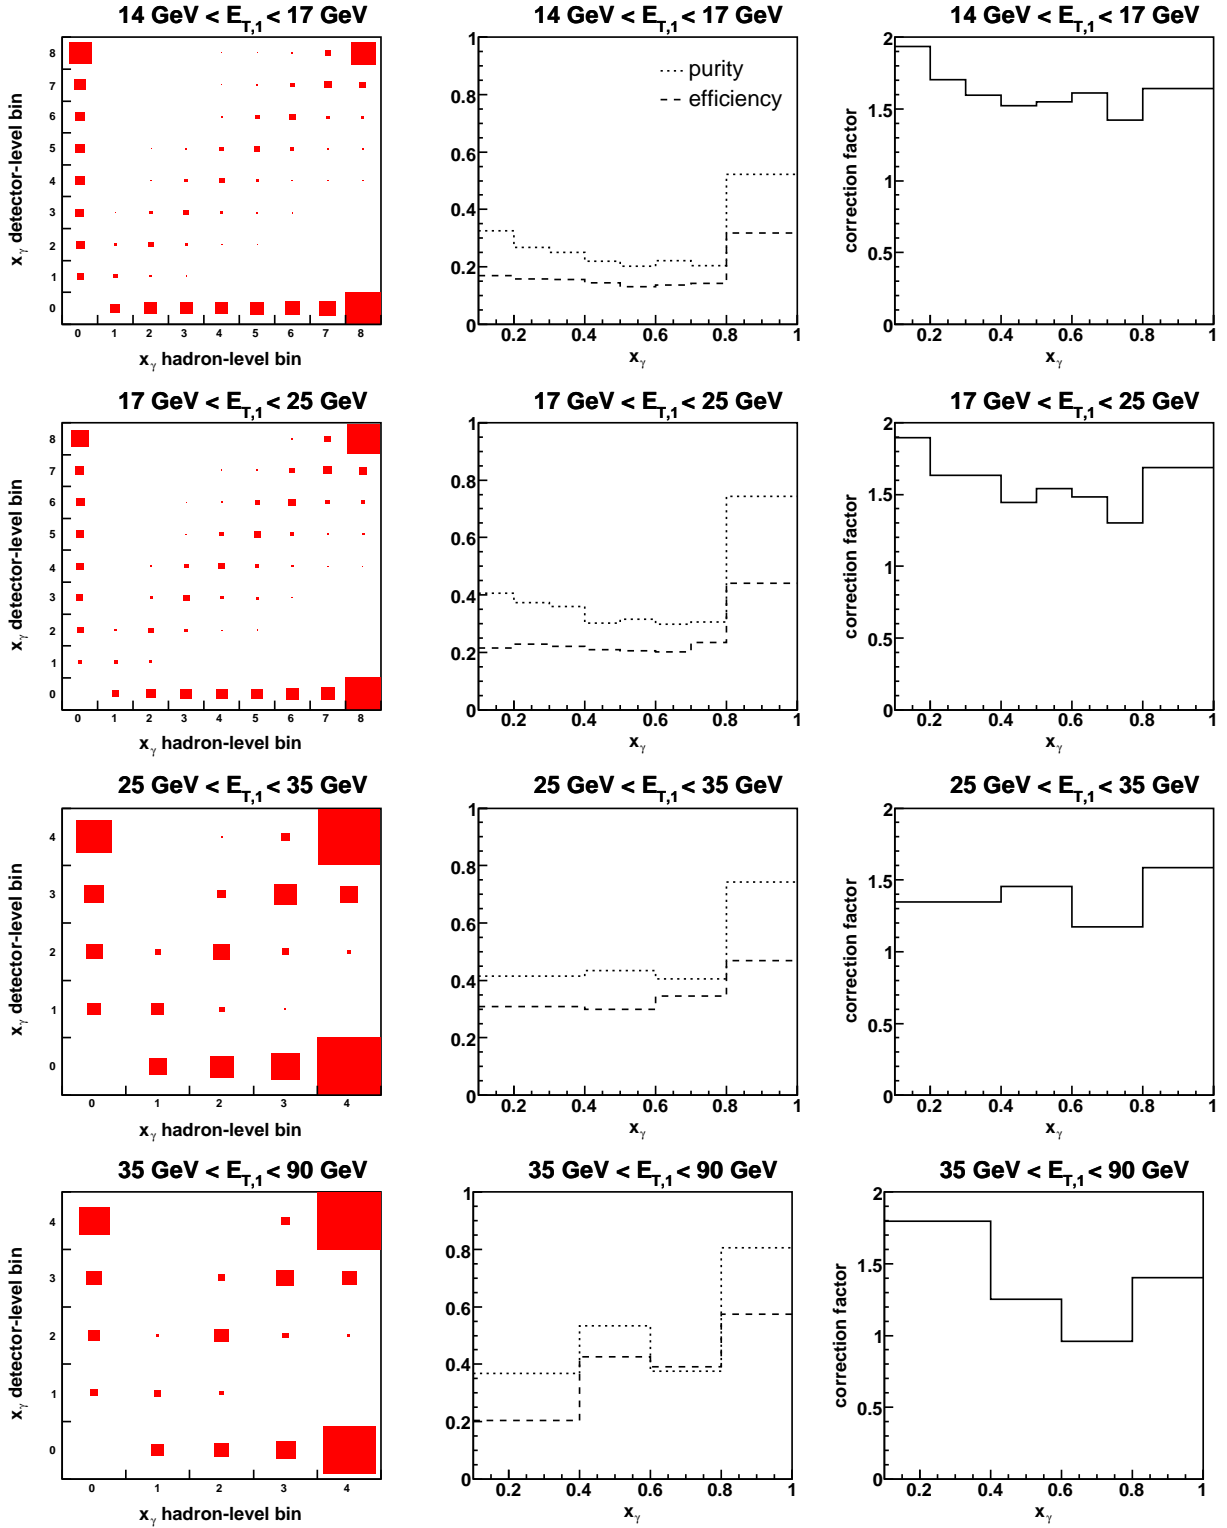 14 GeV < E_T,1 < 17 GeV
x_γ detector-level bin
8
7
6
5
4
3
2
1
0
0 1 2 3 4 5 6 7 8
x_γ hadron-level bin
14 GeV < E_T,1 < 17 GeV
purity
efficiency
1
0.8
0.6
0.4
0.2
0
0.2 0.4 0.6 0.8 1
x_γ
14 GeV < E_T,1 < 17 GeV
correction factor
2
1.5
1
0.5
0
0.2 0.4 0.6 0.8 1
x_γ
17 GeV < E_T,1 < 25 GeV
x_γ detector-level bin
8
7
6
5
4
3
2
1
0
0 1 2 3 4 5 6 7 8
x_γ hadron-level bin
17 GeV < E_T,1 < 25 GeV
1
0.8
0.6
0.4
0.2
0
0.2 0.4 0.6 0.8 1
x_γ
17 GeV < E_T,1 < 25 GeV
correction factor
2
1.5
1
0.5
0
0.2 0.4 0.6 0.8 1
x_γ
25 GeV < E_T,1 < 35 GeV
x_γ detector-level bin
4
3
2
1
0
0 1 2 3 4
x_γ hadron-level bin
25 GeV < E_T,1 < 35 GeV
1
0.8
0.6
0.4
0.2
0
0.2 0.4 0.6 0.8 1
x_γ
25 GeV < E_T,1 < 35 GeV
correction factor
2
1.5
1
0.5
0
0.2 0.4 0.6 0.8 1
x_γ
35 GeV < E_T,1 < 90 GeV
x_γ detector-level bin
4
3
2
1
0
0 1 2 3 4
x_γ hadron-level bin
35 GeV < E_T,1 < 90 GeV
1
0.8
0.6
0.4
0.2
0
0.2 0.4 0.6 0.8 1
x_γ
35 GeV < E_T,1 < 90 GeV
correction factor
2
1.5
1
0.5
0
0.2 0.4 0.6 0.8 1
x_γ